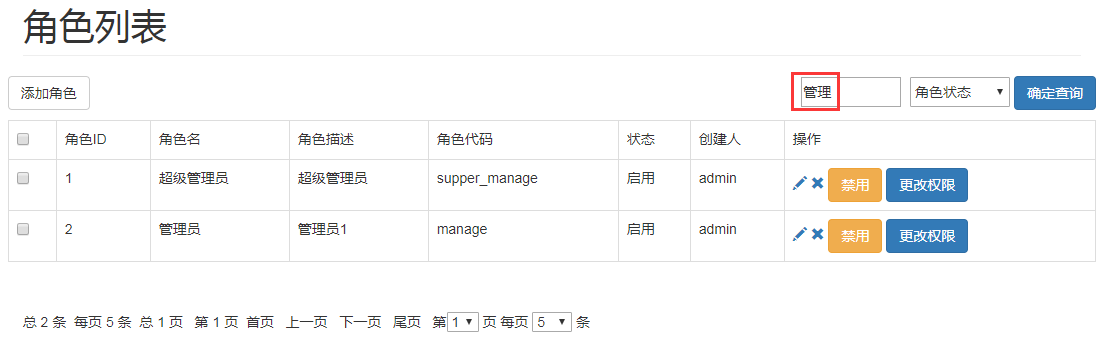 角色列表
添加角色 管理 角色状态 确定查询
角色ID 角色名 角色描述 角色代码 状态 创建人 操作
1 超级管理员 超级管理员 supper_manage 启用 admin 禁用 更改权限
2 管理员 管理员1 manage 启用 admin 禁用 更改权限
总 2 条 每页 5 条 总 1 页 第 1 页 首页 上一页 下一页 尾页 第 1 页 每页 5 条